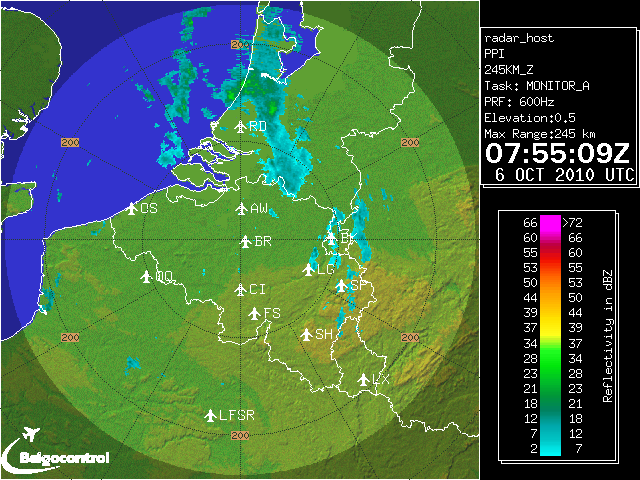 radar_host
PPI
245KM_Z
Task: MONITOR_A
PRF: 600Hz
Elevation:0.5
Max Range:245 km
07:55:09Z
6 OCT 2010 UTC
200
RD
200
200
OS
AW
BR
LG
OO
CI
SP
FS
SH
200
200
LX
LFSR
200
Belgocontrol
66 >72
60 66
55 60
53 55
50 53
44 50
39 44
37 39
34 37
28 34
23 28
21 23
18 21
12 18
7 12
2 7
Reflectivity in dBZ